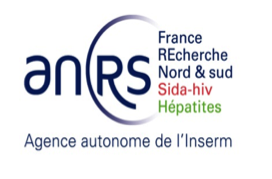 anRS
France
REcherche
Nord & sud
Sida-hiv
Hépatites
Agence autonome de l'Inserm